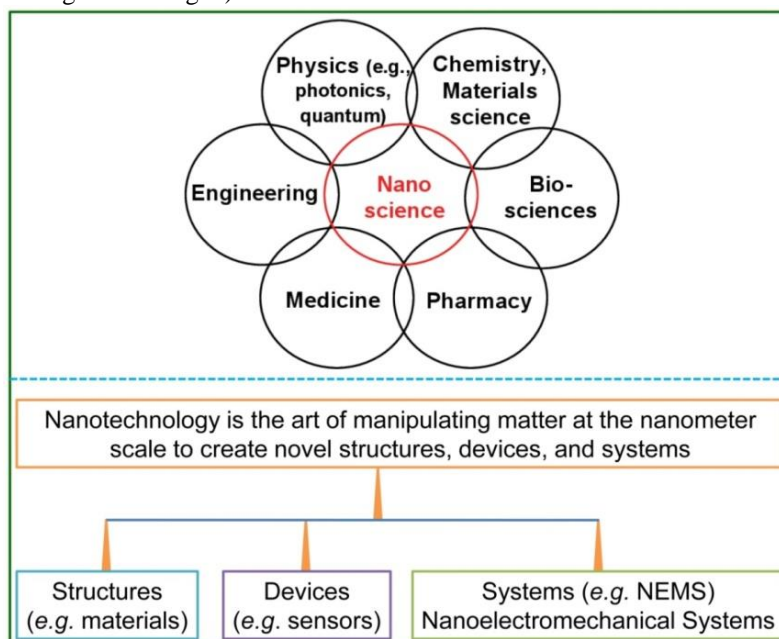 Physics (e.g.,
photonics,
quantum)
Chemistry,
Materials
science
Engineering
Nano
science
Bio-
sciences
Medicine
Pharmacy
Nanotechnology is the art of manipulating matter at the nanometer
scale to create novel structures, devices, and systems
Structures
(e.g. materials)
Devices
(e.g. sensors)
Systems (e.g. NEMS)
Nanoelectromechanical Systems